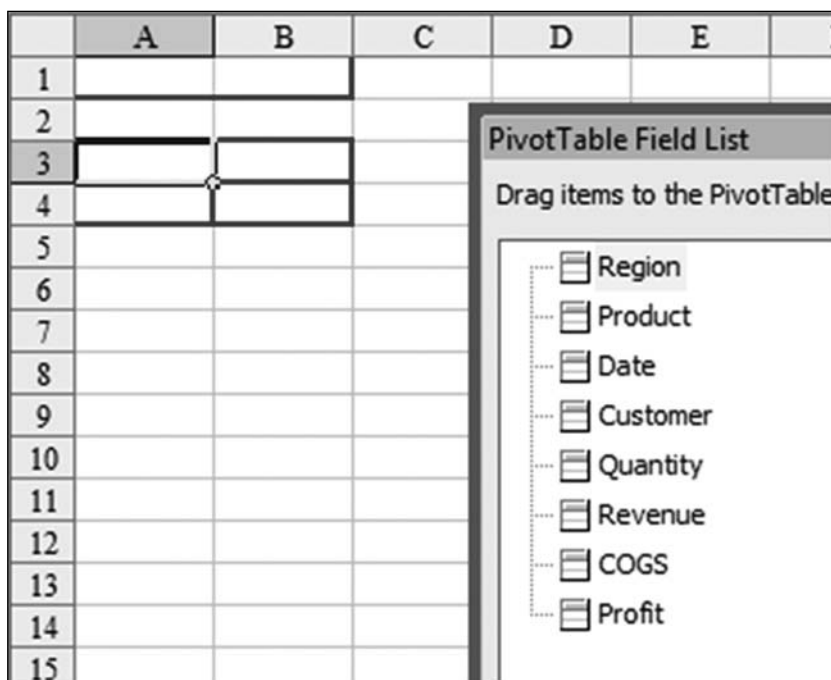 A B C D E
1
2
3
4
5
6
7
8
9
10
11
12
13
14
15
PivotTable Field List
Drag items to the PivotTable
Region
Product
Date
Customer
Quantity
Revenue
COGS
Profit